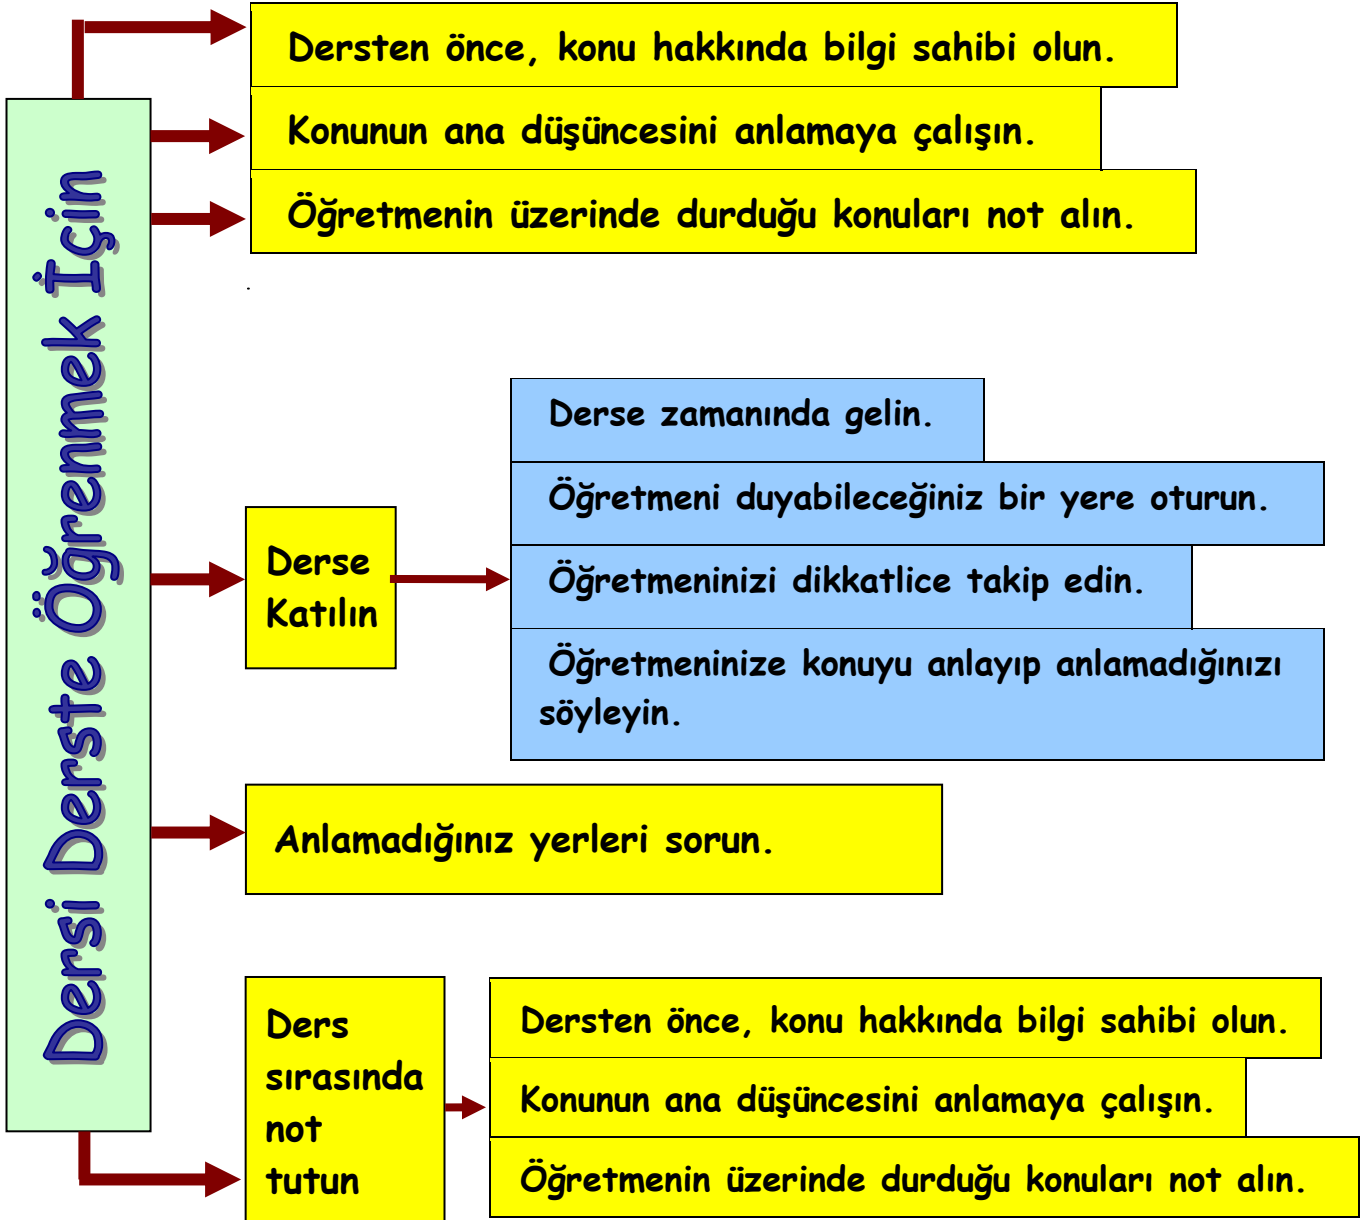 Dersi Derste Öğrenmek İçin
Dersten önce, konu hakkında bilgi sahibi olun.
Konunun ana düşüncesini anlamaya çalışın.
Öğretmenin üzerinde durduğu konuları not alın.
.
Derse
Katılın
Derse zamanında gelin.
Öğretmeni duyabileceğiniz bir yere oturun.
Öğretmeninizi dikkatlice takip edin.
Öğretmeninize konuyu anlayıp anlamadığınızı
söyleyin.
Anlamadığınız yerleri sorun.
Ders
sırasında
not
tutun
Dersten önce, konu hakkında bilgi sahibi olun.
Konunun ana düşüncesini anlamaya çalışın.
Öğretmenin üzerinde durduğu konuları not alın.